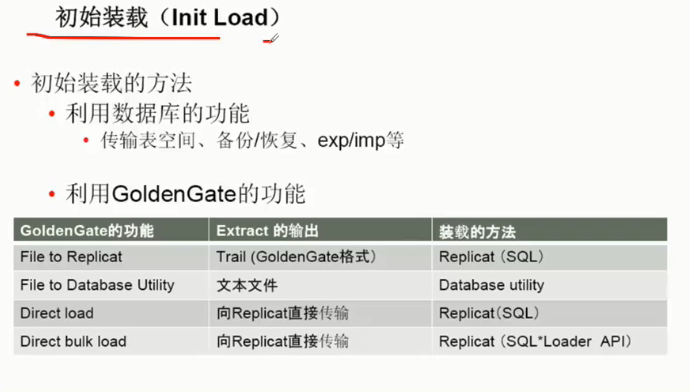 初始装载（Init Load）
• 初始装载的方法
• 利用数据库的功能
• 传输表空间、备份/恢复、exp/imp等
• 利用GoldenGate的功能
GoldenGate的功能 Extract 的输出 装载的方法
File to Replicat Trail (GoldenGate格式） Replicat（SQL）
File to Database Utility 文本文件 Database utility
Direct load 向Replicat直接传输 Replicat（SQL）
Direct bulk load 向Replicat直接传输 Replicat（SQL*Loader API）